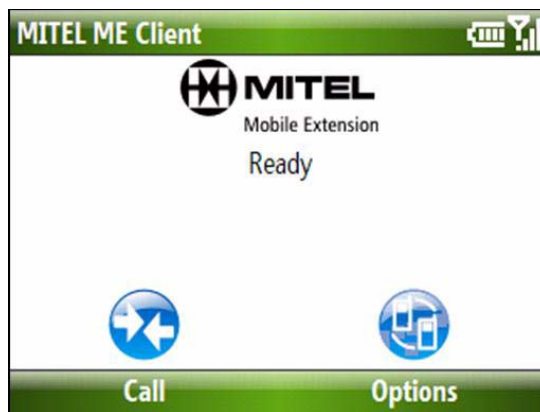 MITEL ME Client
MITEL
Mobile Extension
Ready
Call Options